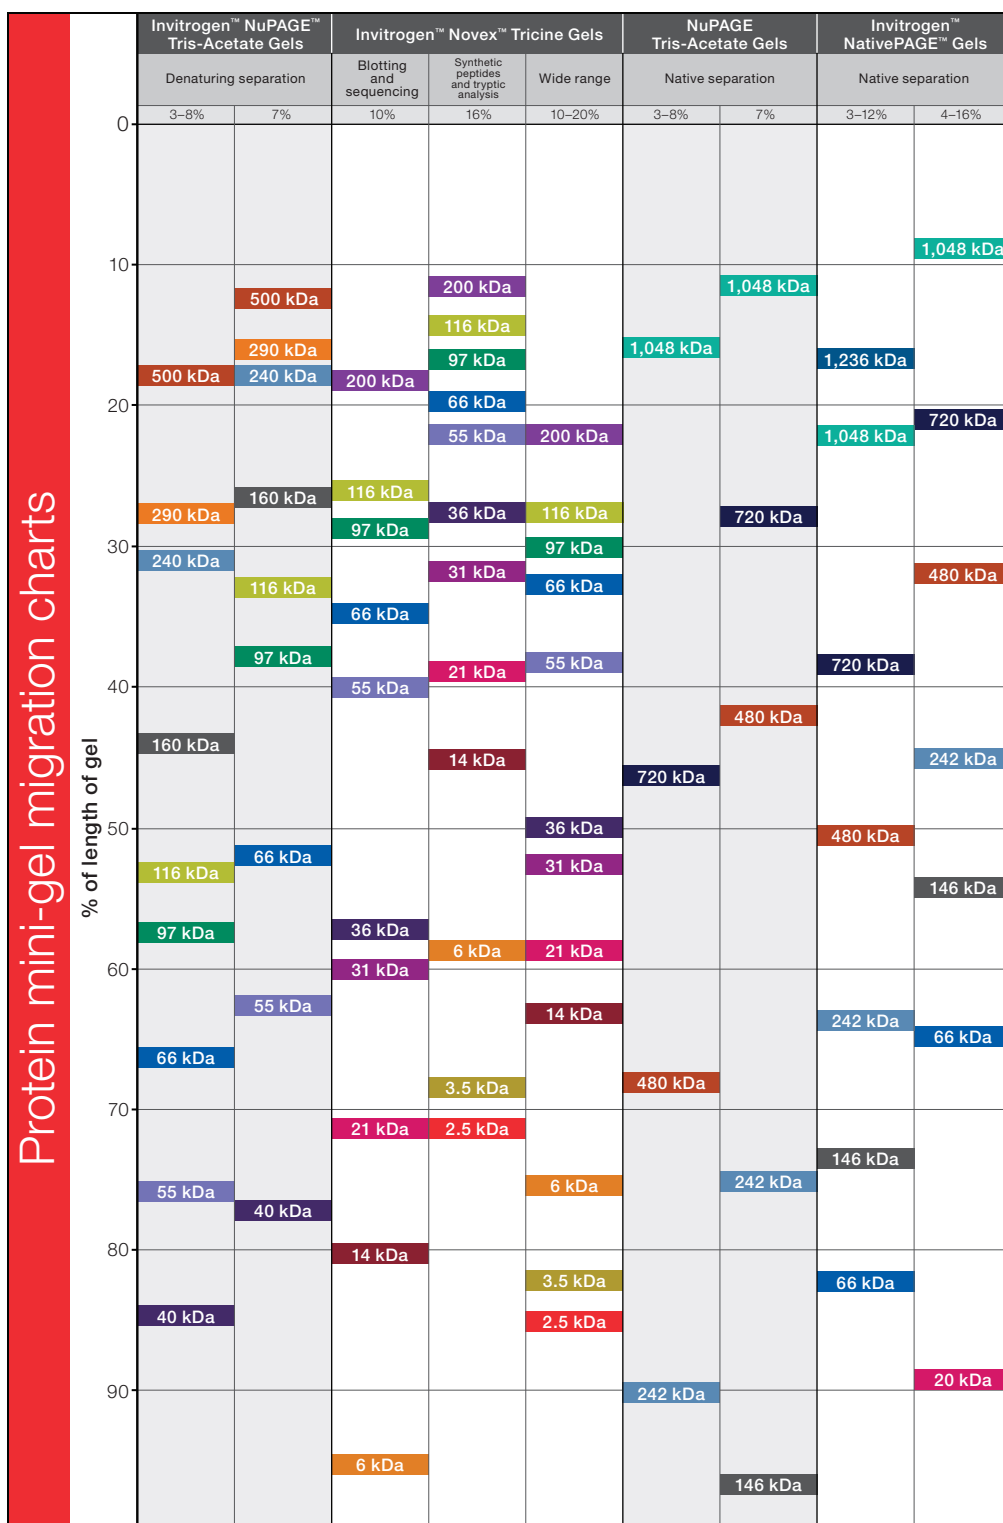 Protein mini-gel migration charts
% of length of gel
Invitrogen™ NuPAGE™
Tris-Acetate Gels
Invitrogen™ Novex™ Tricine Gels
NuPAGE
Tris-Acetate Gels
Invitrogen™
NativePAGE™ Gels
Denaturing separation
Blotting
and
sequencing
Synthetic
peptides
and tryptic
analysis
Wide range
Native separation
Native separation
3–8%
7%
10%
16%
10–20%
3–8%
7%
3–12%
4–16%
0
10
20
30
40
50
60
70
80
90
500 kDa
290 kDa
240 kDa
160 kDa
116 kDa
97 kDa
66 kDa
55 kDa
40 kDa
500 kDa
290 kDa
240 kDa
160 kDa
116 kDa
97 kDa
66 kDa
55 kDa
40 kDa
200 kDa
116 kDa
97 kDa
66 kDa
55 kDa
36 kDa
31 kDa
21 kDa
14 kDa
6 kDa
200 kDa
116 kDa
97 kDa
66 kDa
55 kDa
36 kDa
31 kDa
21 kDa
14 kDa
6 kDa
3.5 kDa
2.5 kDa
200 kDa
116 kDa
97 kDa
66 kDa
55 kDa
36 kDa
31 kDa
21 kDa
14 kDa
6 kDa
3.5 kDa
2.5 kDa
1,048 kDa
720 kDa
480 kDa
242 kDa
1,048 kDa
720 kDa
480 kDa
242 kDa
146 kDa
1,236 kDa
1,048 kDa
720 kDa
480 kDa
242 kDa
146 kDa
66 kDa
1,048 kDa
720 kDa
480 kDa
242 kDa
146 kDa
66 kDa
20 kDa